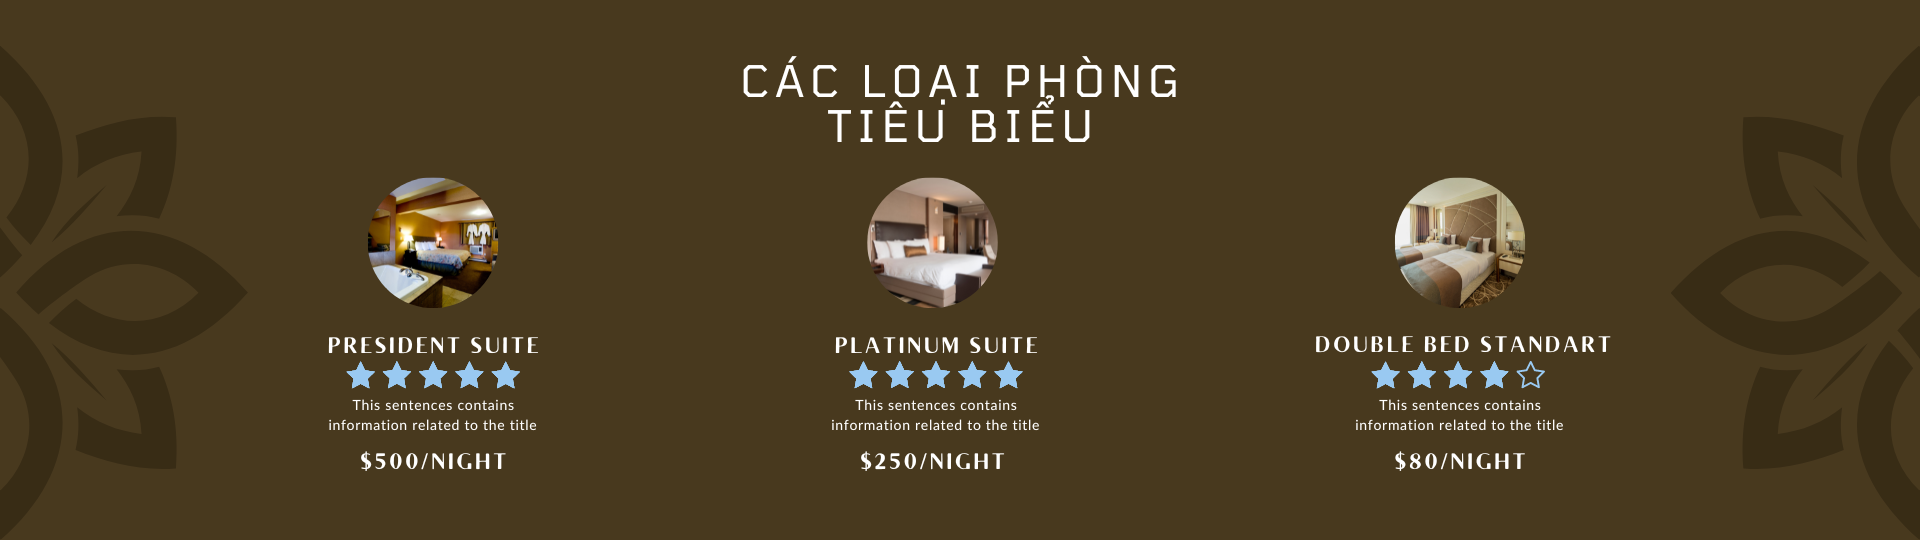 CÁC LOẠI PHÒNG
TIÊU BIỂU
PRESIDENT SUITE
This sentences contains
information related to the title
$500/NIGHT
PLATINUM SUITE
This sentences contains
information related to the title
$250/NIGHT
DOUBLE BED STANDART
This sentences contains
information related to the title
$80/NIGHT